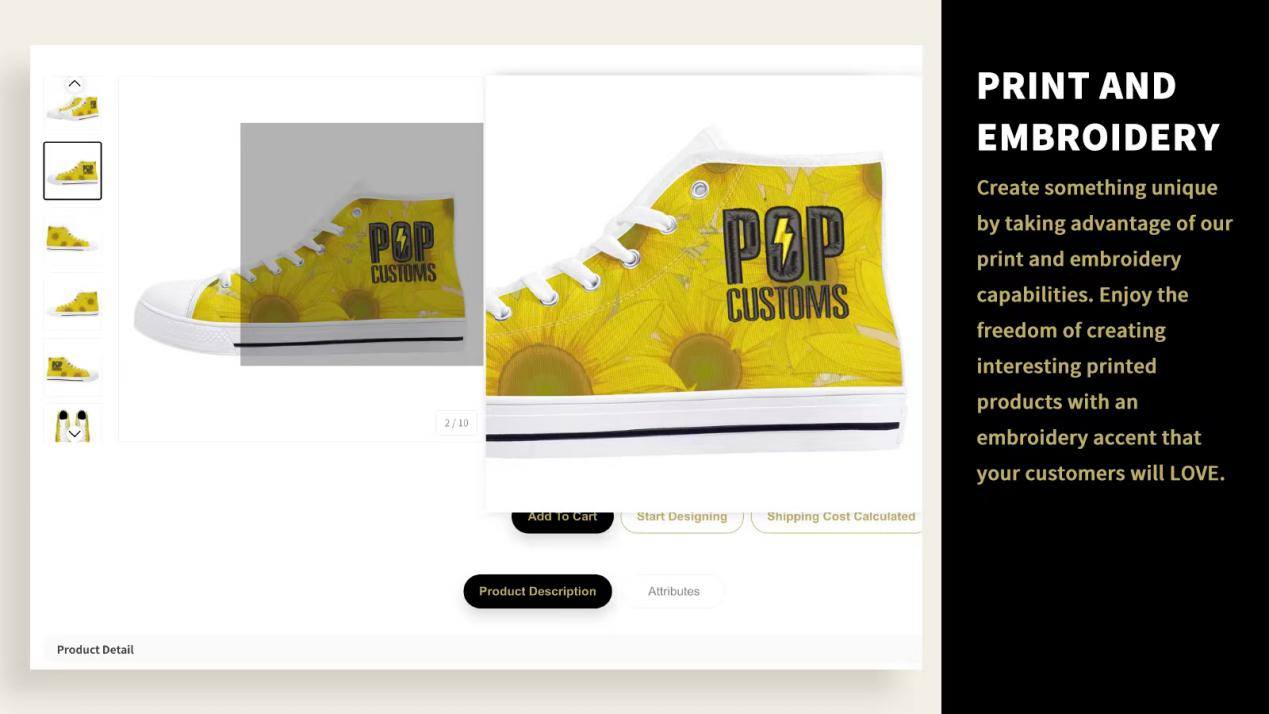 POP
CUSTOMS
POP
CUSTOMS
2 / 10
Add To Cart
Start Designing
Shipping Cost Calculated
Product Description
Attributes
Product Detail
PRINT AND
EMBROIDERY
Create something unique
by taking advantage of our
print and embroidery
capabilities. Enjoy the
freedom of creating
interesting printed
products with an
embroidery accent that
your customers will LOVE.